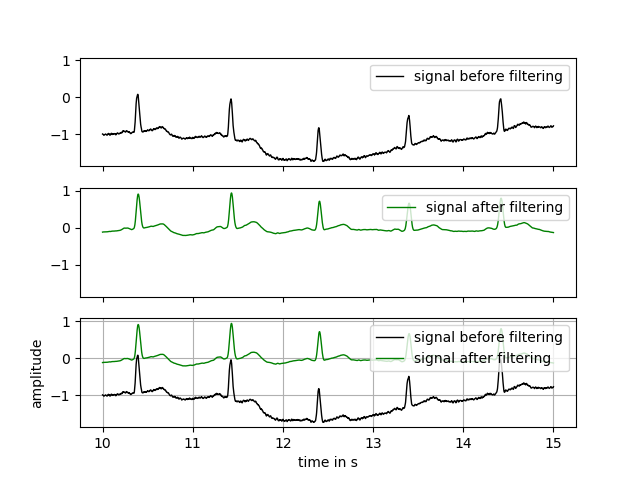 1
0
−1
signal before filtering
1
0
−1
signal after filtering
1
0
−1
signal before filtering
signal after filtering
amplitude
10 11 12 13 14 15
time in s